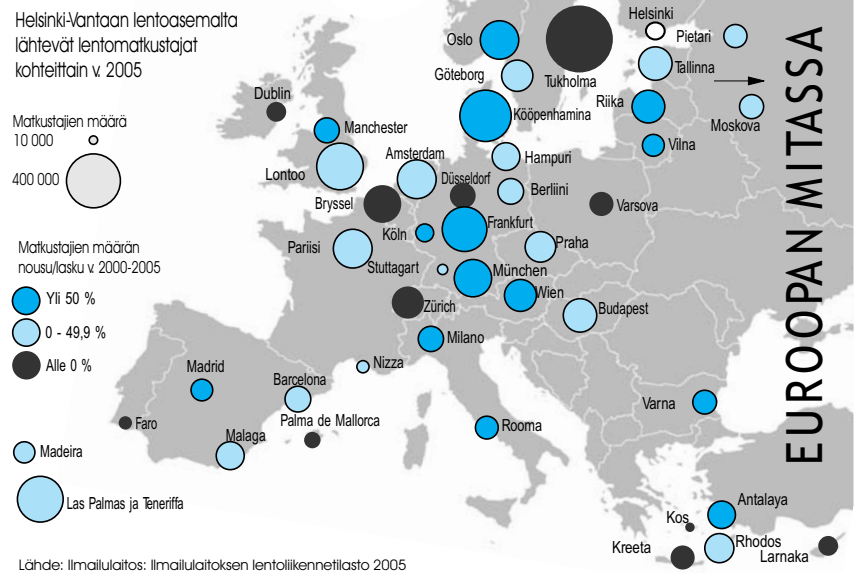 Helsinki-Vantaan lentoasemalta
lähtevät lentomatkustajat
kohteittain v. 2005
Matkustajien määrä
10 000
400 000
Matkustajien määrän
nousu/lasku v. 2000-2005
Yli 50 %
0 - 49,9 %
Alle 0 %
Madeira
Las Palmas ja Teneriffa
Helsinki
Oslo
Pietari
Göteborg
Tukholma
Tallinna
Dublin
Riika
Kööpenhamina
Moskova
Manchester
Vilna
Amsterdam
Hampuri
Lontoo
Düsseldorf
Berliini
Bryssel
Varsova
Köln
Frankfurt
Pariisi
Praha
Stuttagart
München
Wien
Zürich
Budapest
Milano
Nizza
Madrid
Barcelona
Varna
Faro
Palma de Mallorca
Rooma
Malaga
Antalaya
Kos
Kreeta
Rhodos
Larnaka
EUROOPAN MITASSA
Lähde: Ilmailulaitos: Ilmailulaitoksen lentoliikennetilasto 2005